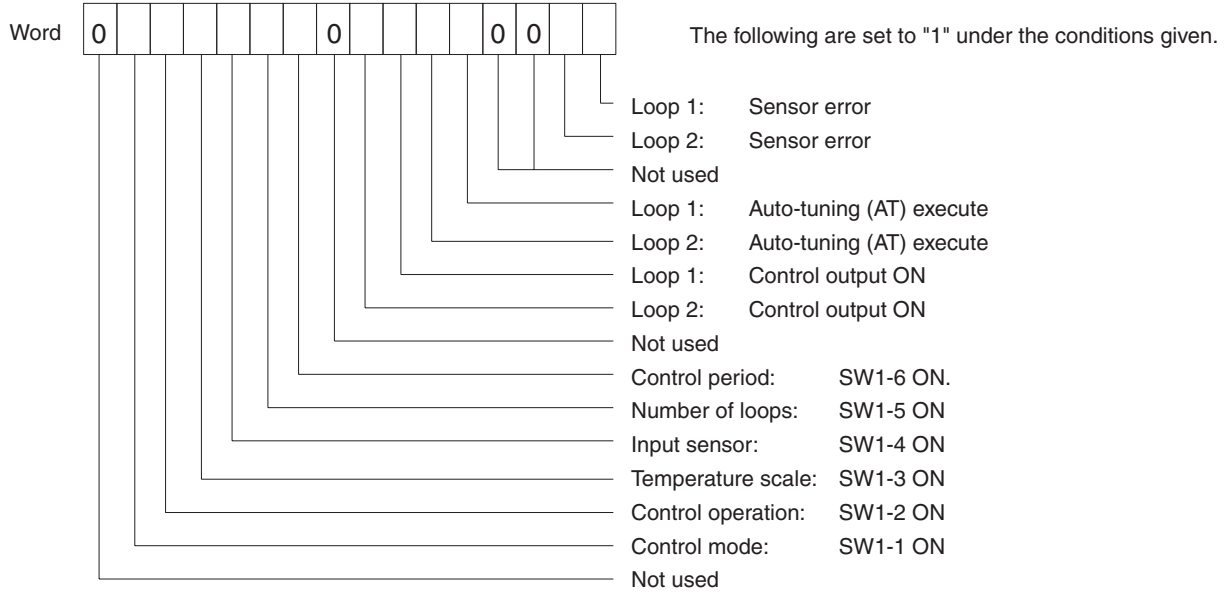 Word 0 0 0 0 The following are set to "1" under the conditions given.
Loop 1: Sensor error
Loop 2: Sensor error
Not used
Loop 1: Auto-tuning (AT) execute
Loop 2: Auto-tuning (AT) execute
Loop 1: Control output ON
Loop 2: Control output ON
Not used
Control period: SW1-6 ON.
Number of loops: SW1-5 ON
Input sensor: SW1-4 ON
Temperature scale: SW1-3 ON
Control operation: SW1-2 ON
Control mode: SW1-1 ON
Not used